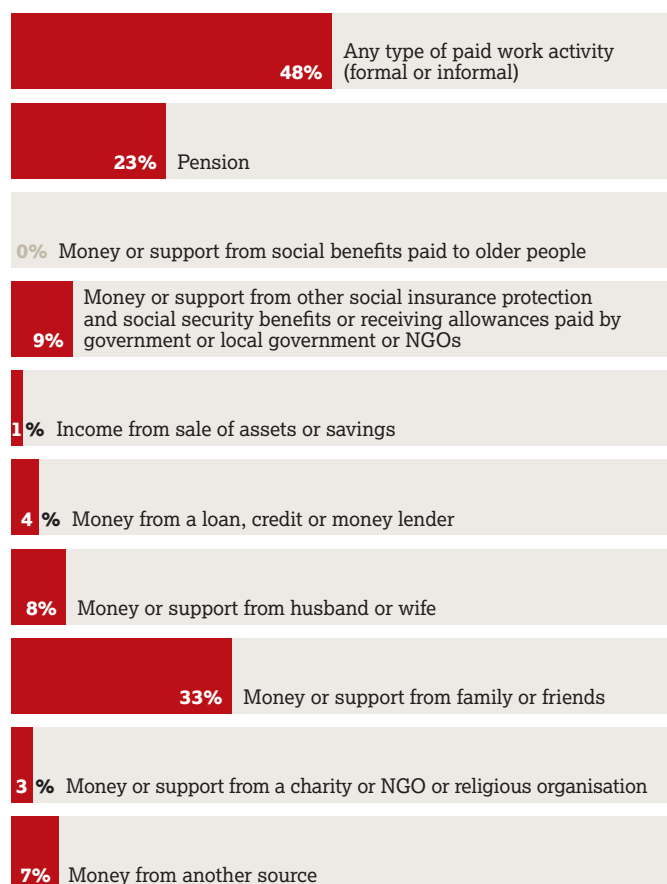 48% Any type of paid work activity
(formal or informal)
23% Pension
0% Money or support from social benefits paid to older people
Money or support from other social insurance protection
and social security benefits or receiving allowances paid by
9% government or local government or NGOs
1% Income from sale of assets or savings
4% Money from a loan, credit or money lender
8% Money or support from husband or wife
33% Money or support from family or friends
3% Money or support from a charity or NGO or religious organisation
7% Money from another source